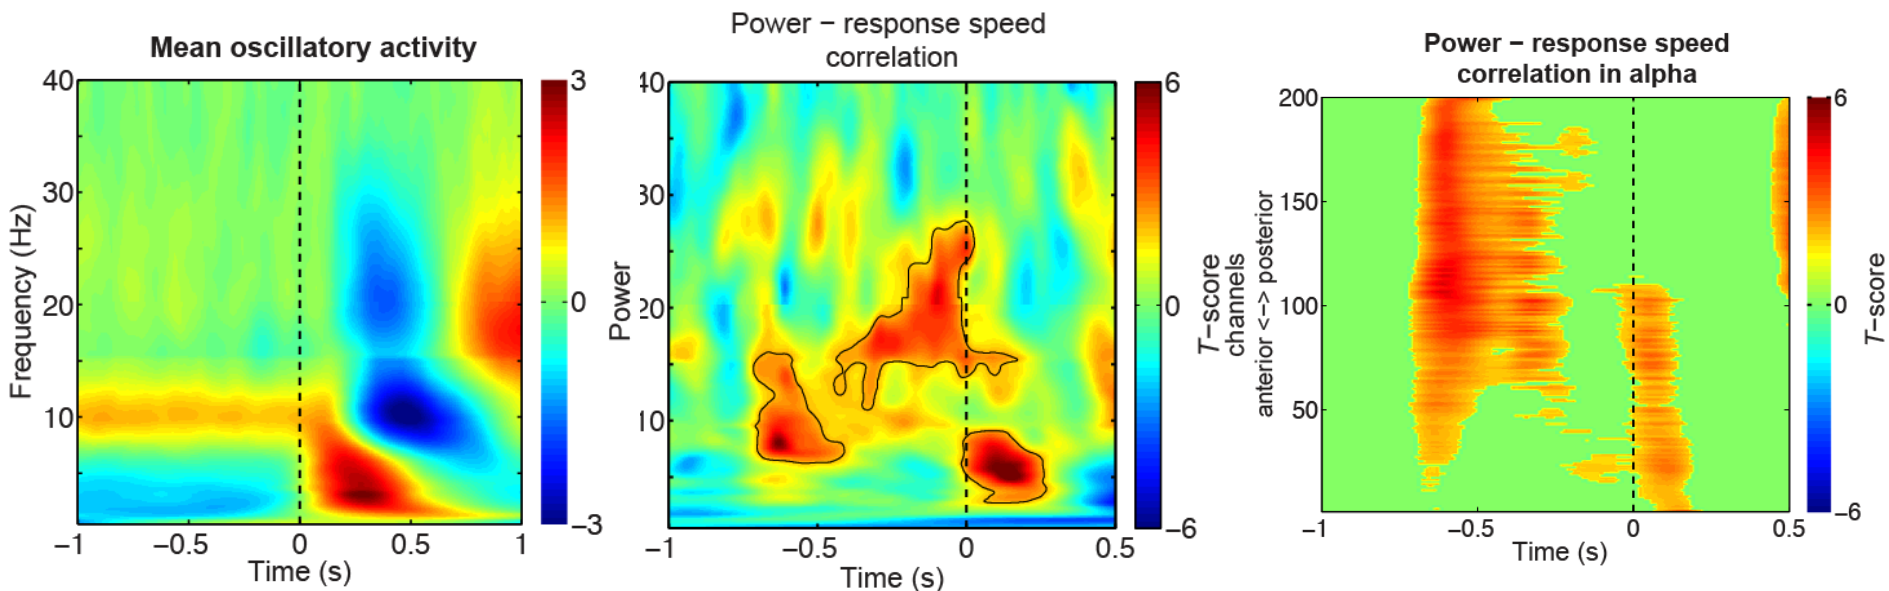 Mean oscillatory activity
40
30
20
10
Frequency (Hz)
−1
−0.5
0
0.5
1
Time (s)
3
0
−3
Power − response speed
correlation
10
30
20
10
Power
−1
−0.5
0
0.5
Time (s)
6
0
−6
T−score
Power − response speed
correlation in alpha
200
150
100
50
channels
anterior <−> posterior
−1
−0.5
0
0.5
Time (s)
6
0
−6
T−score